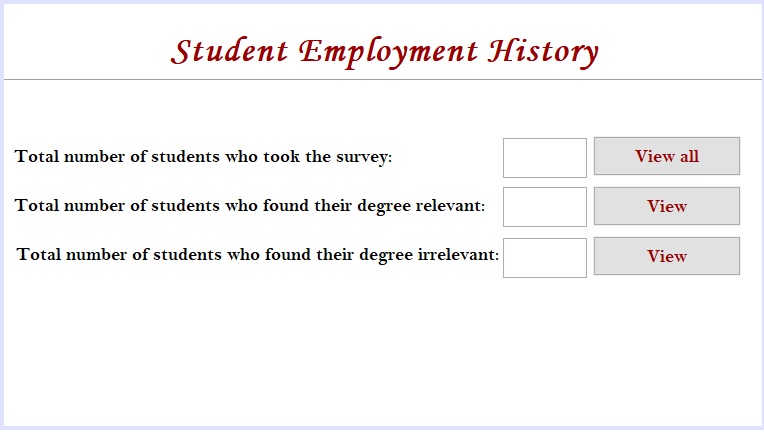 Student Employment History
Total number of students who took the survey:
View all
Total number of students who found their degree relevant:
View
Total number of students who found their degree irrelevant:
View